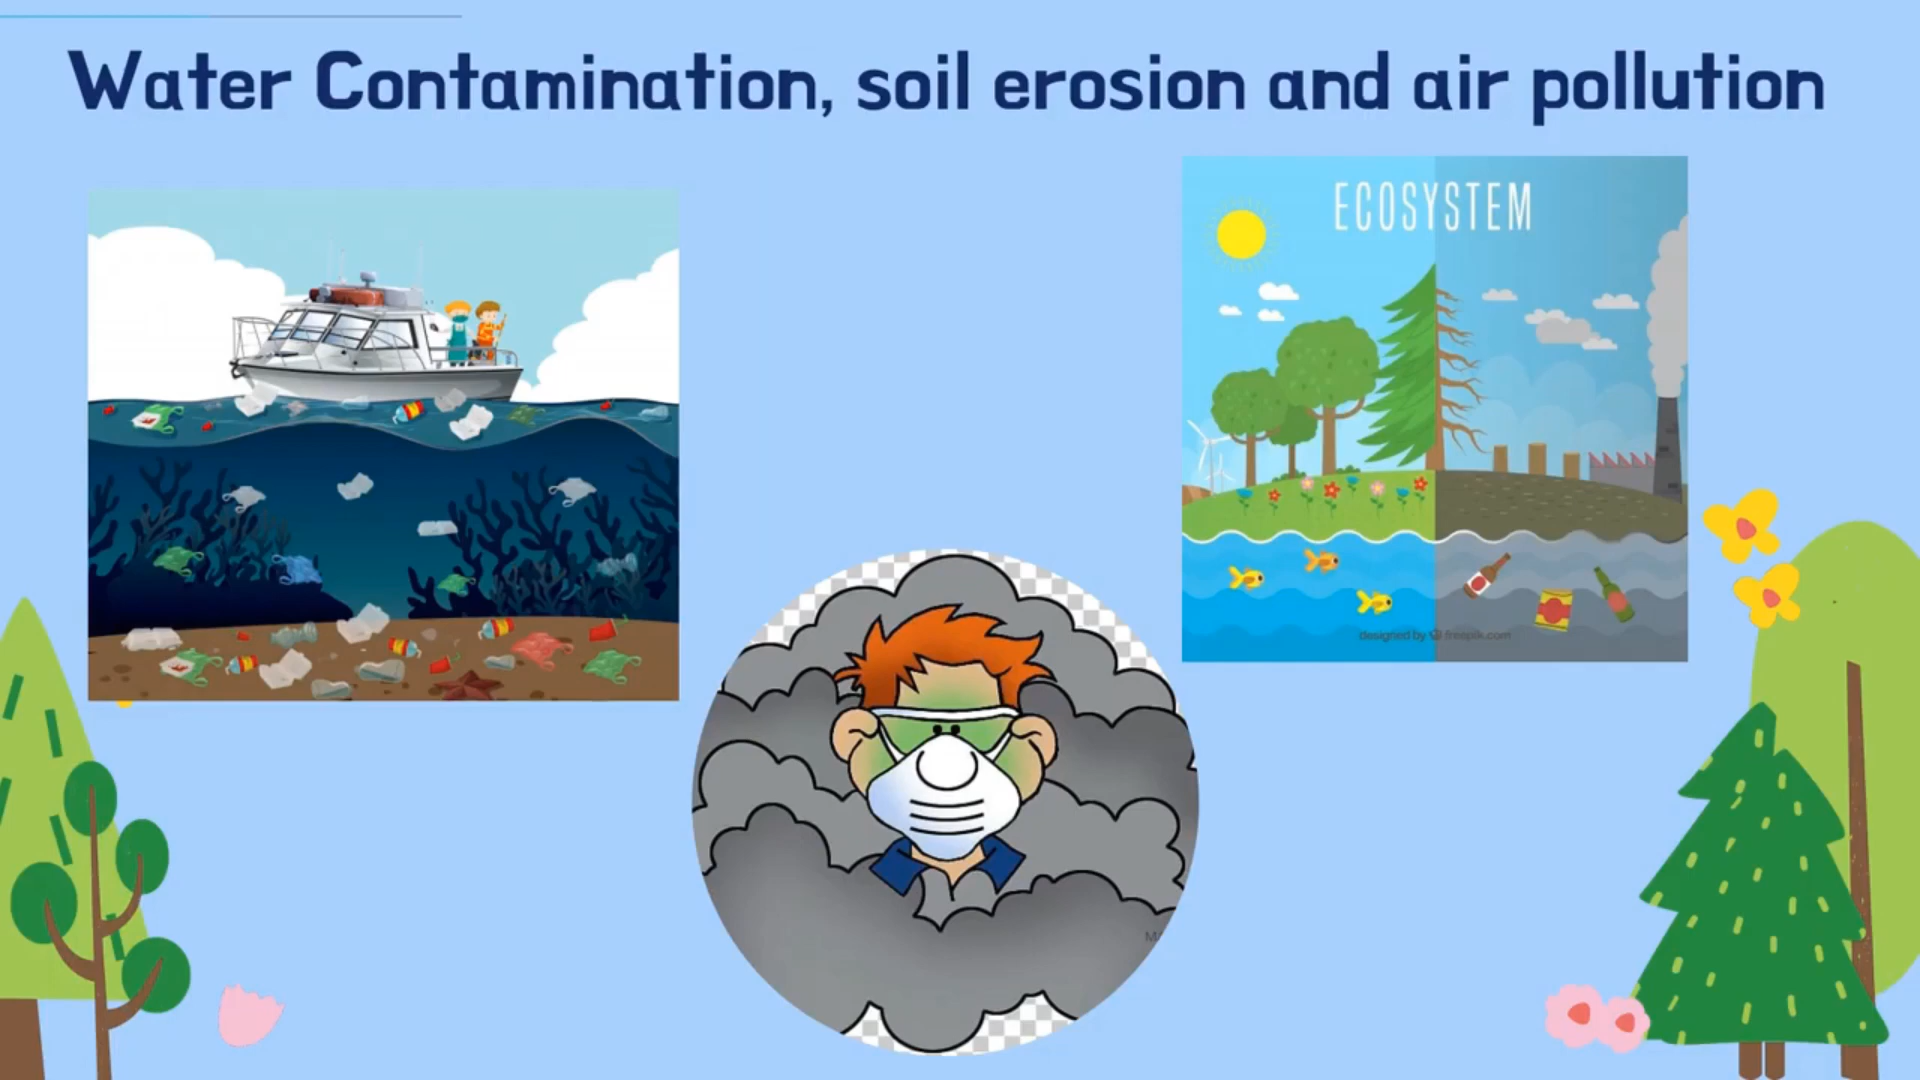 Water Contamination, soil erosion and air pollution
ECOSYSTEM
designed by freepik.com